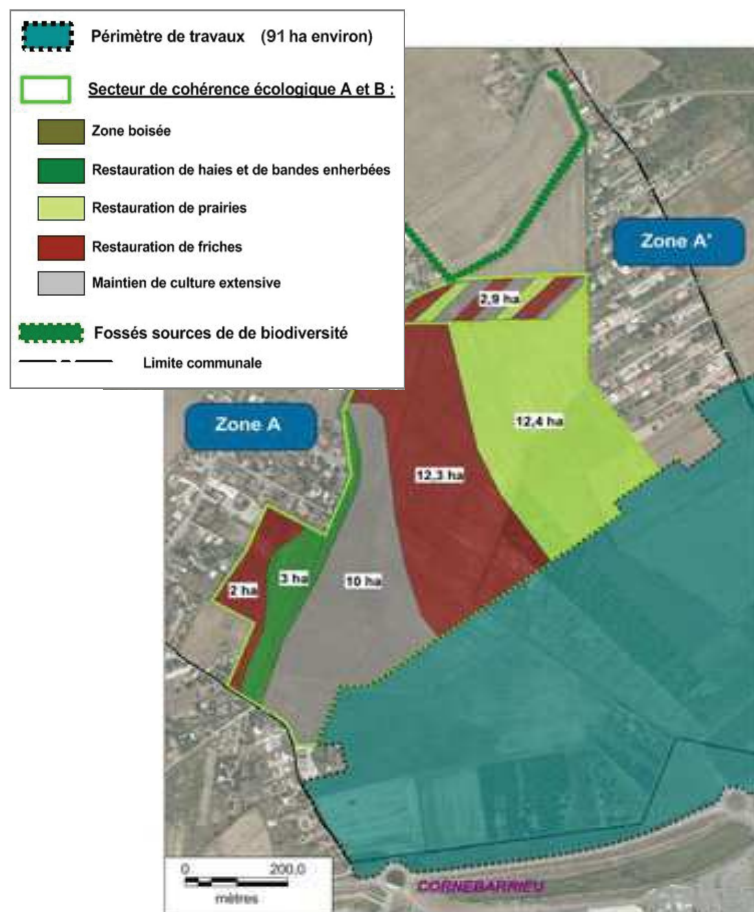 Périmètre de travaux (91 ha environ)
Secteur de cohérence écologique A et B :
Zone boisée
Restauration de haies et de bandes enherbées
Restauration de prairies
Restauration de friches
Maintien de culture extensive
Fossés sources de de biodiversité
Limite communale
Zone A'
2,9 ha
Zone A
12,4 ha
12.3 ha
3 ha
10 ha
2 ha
0 200,0
mètres
CORNEBARRIEU